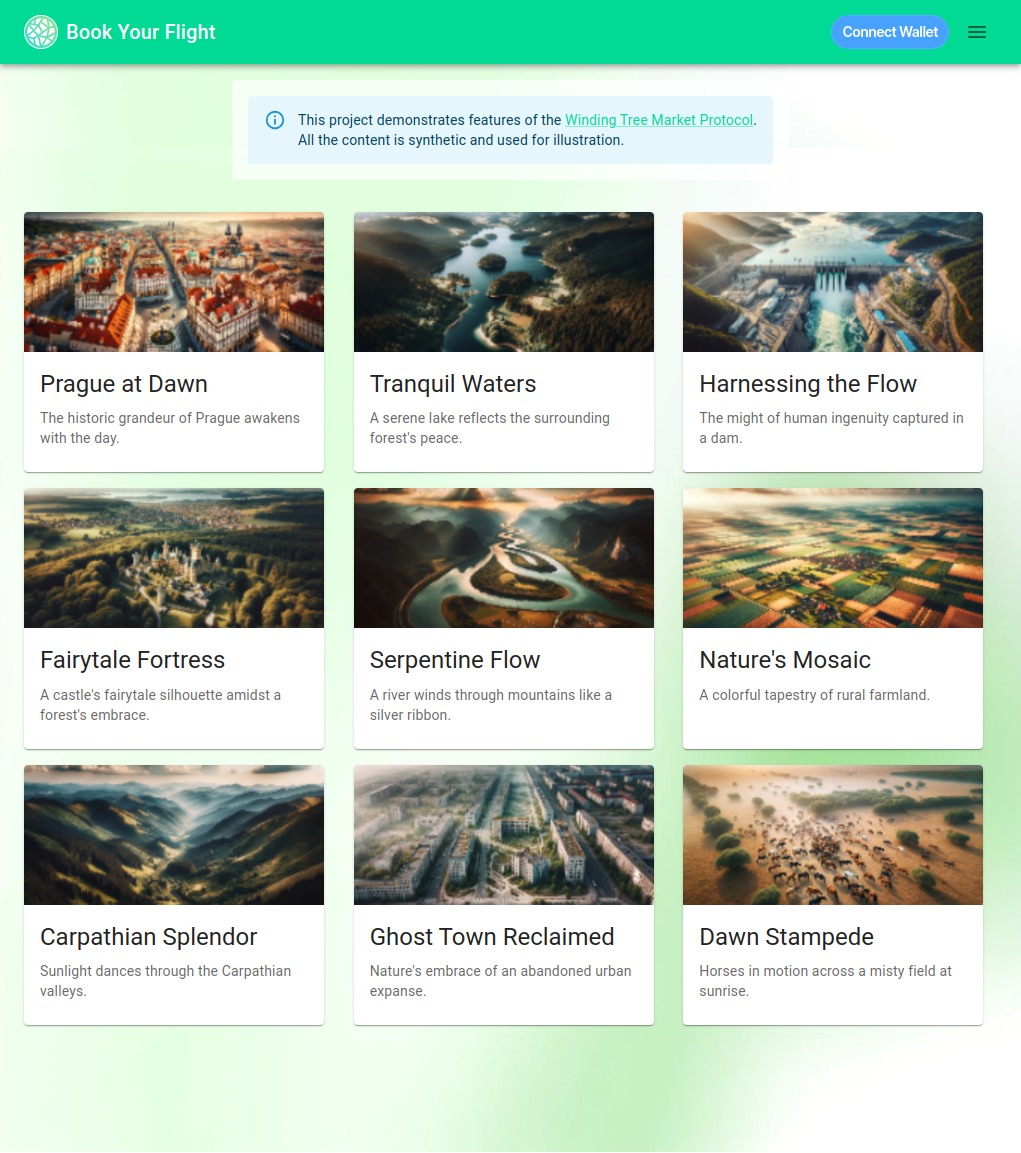 Book Your Flight
Connect Wallet
This project demonstrates features of the Winding Tree Market Protocol.
All the content is synthetic and used for illustration.
Prague at Dawn
The historic grandeur of Prague awakens
with the day.
Tranquil Waters
A serene lake reflects the surrounding
forest's peace.
Harnessing the Flow
The might of human ingenuity captured in
a dam.
Fairytale Fortress
A castle's fairytale silhouette amidst a
forest's embrace.
Serpentine Flow
A river winds through mountains like a
silver ribbon.
Nature's Mosaic
A colorful tapestry of rural farmland.
Carpathian Splendor
Sunlight dances through the Carpathian
valleys.
Ghost Town Reclaimed
Nature's embrace of an abandoned urban
expanse.
Dawn Stampede
Horses in motion across a misty field at
sunrise.